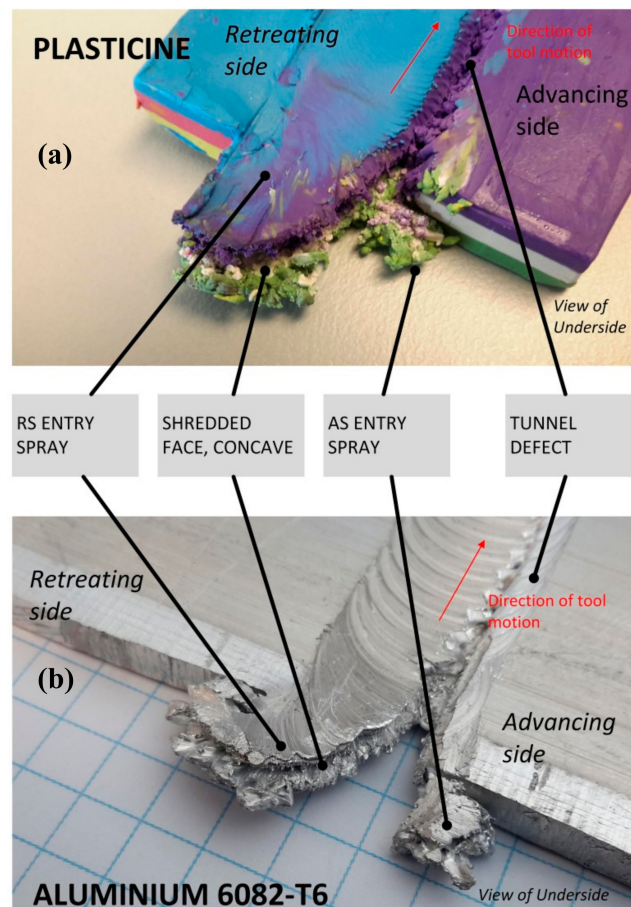 PLASTICINE
Retreating
side
Direction of tool
motion
Advancing
side
(a)
View of
Underside
RS ENTRY
SPRAY
SHREDDED
FACE, CONCAVE
AS ENTRY
SPRAY
TUNNEL
DEFECT
Retreating
side
Direction of tool
motion
(b)
Advancing
side
ALUMINIUM 6082-T6
View of Underside